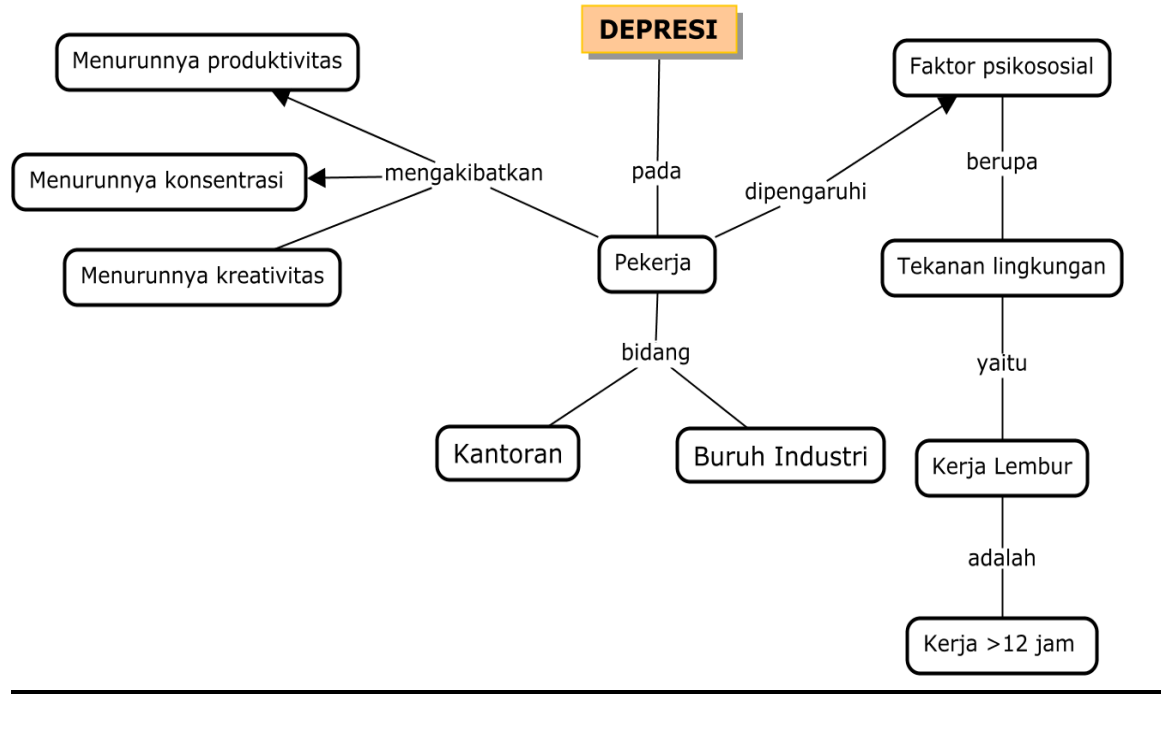 DEPRESI
Menurunnya produktivitas
Faktor psikososial
mengakibatkan
pada
berupa
Menurunnya konsentrasi
dipengaruhi
Menurunnya kreativitas
Pekerja
Tekanan lingkungan
bidang
yaitu
Kantoran
Buruh Industri
Kerja Lembur
adalah
Kerja >12 jam